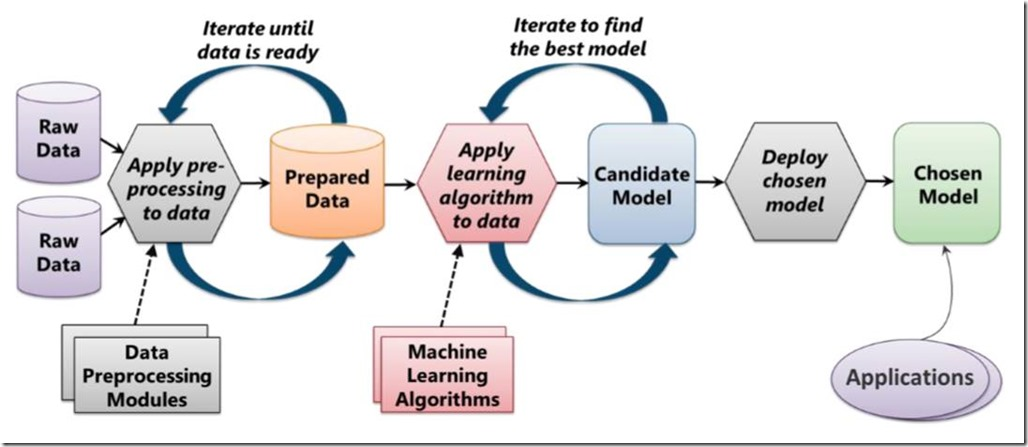 Iterate until
data is ready
Iterate to find
the best model
Raw
Data
Raw
Data
Apply pre-
processing
to data
Prepared
Data
Apply
learning
algorithm
to data
Candidate
Model
Deploy
chosen
model
Chosen
Model
Data
Preprocessing
Modules
Machine
Learning
Algorithms
Applications